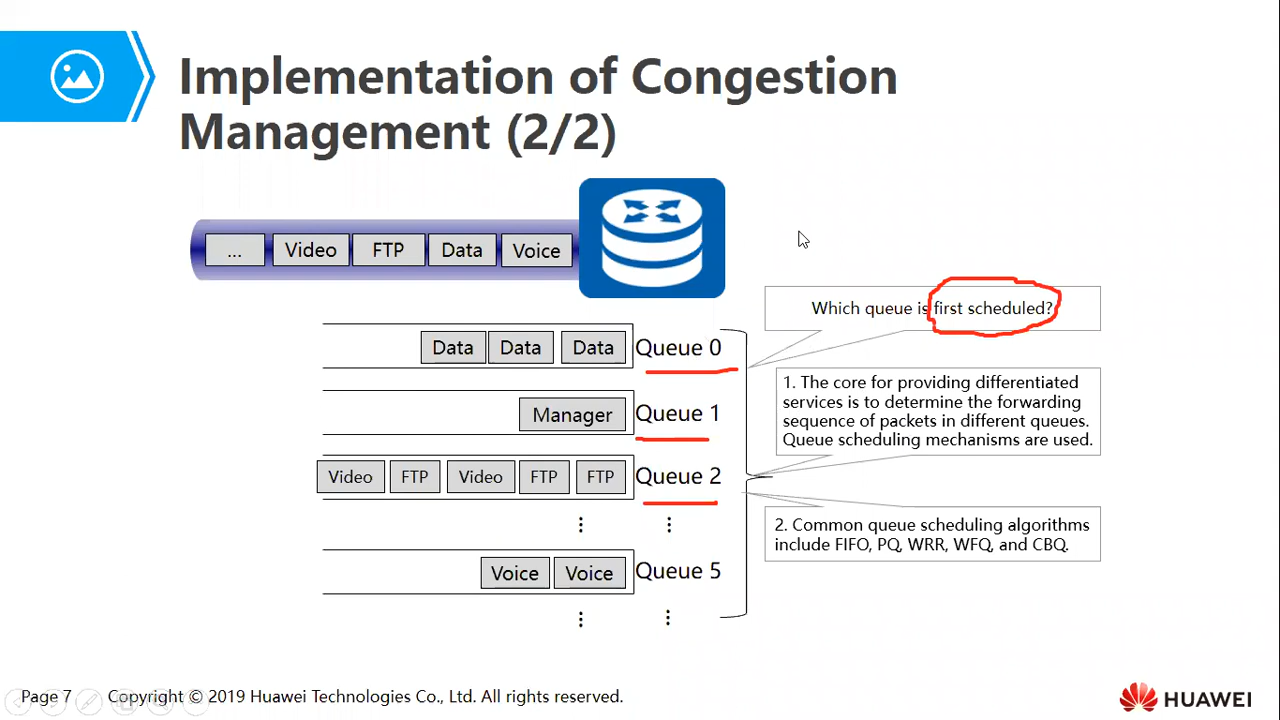 Implementation of Congestion
Management (2/2)
... Video FTP Data Voice
Which queue is first scheduled?
Data Data Data Queue 0
1. The core for providing differentiated
services is to determine the forwarding
sequence of packets in different queues.
Queue scheduling mechanisms are used.
Manager Queue 1
Video FTP Video FTP FTP Queue 2
2. Common queue scheduling algorithms
include FIFO, PQ, WRR, WFQ, and CBQ.
Voice Voice Queue 5
Page 7 Copyright © 2019 Huawei Technologies Co., Ltd. All rights reserved.
HUAWEI